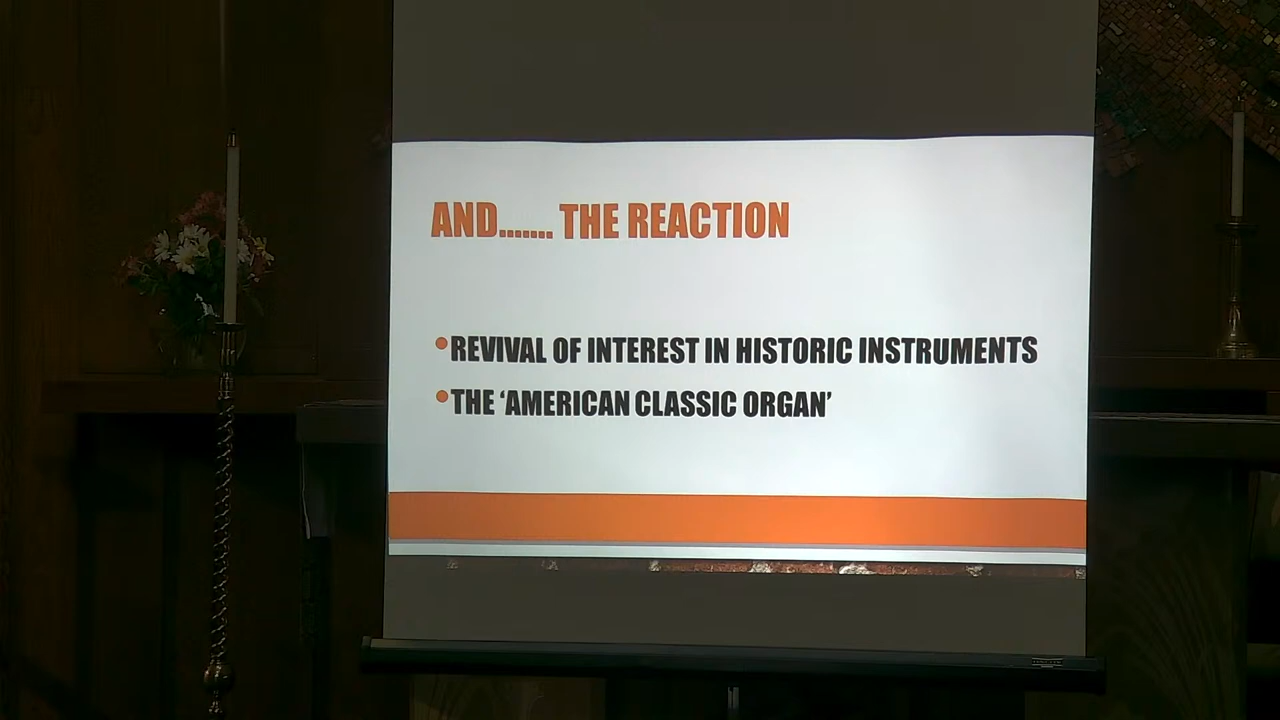 AND....... THE REACTION
•REVIVAL OF INTEREST IN HISTORIC INSTRUMENTS
•THE ‘AMERICAN CLASSIC ORGAN’